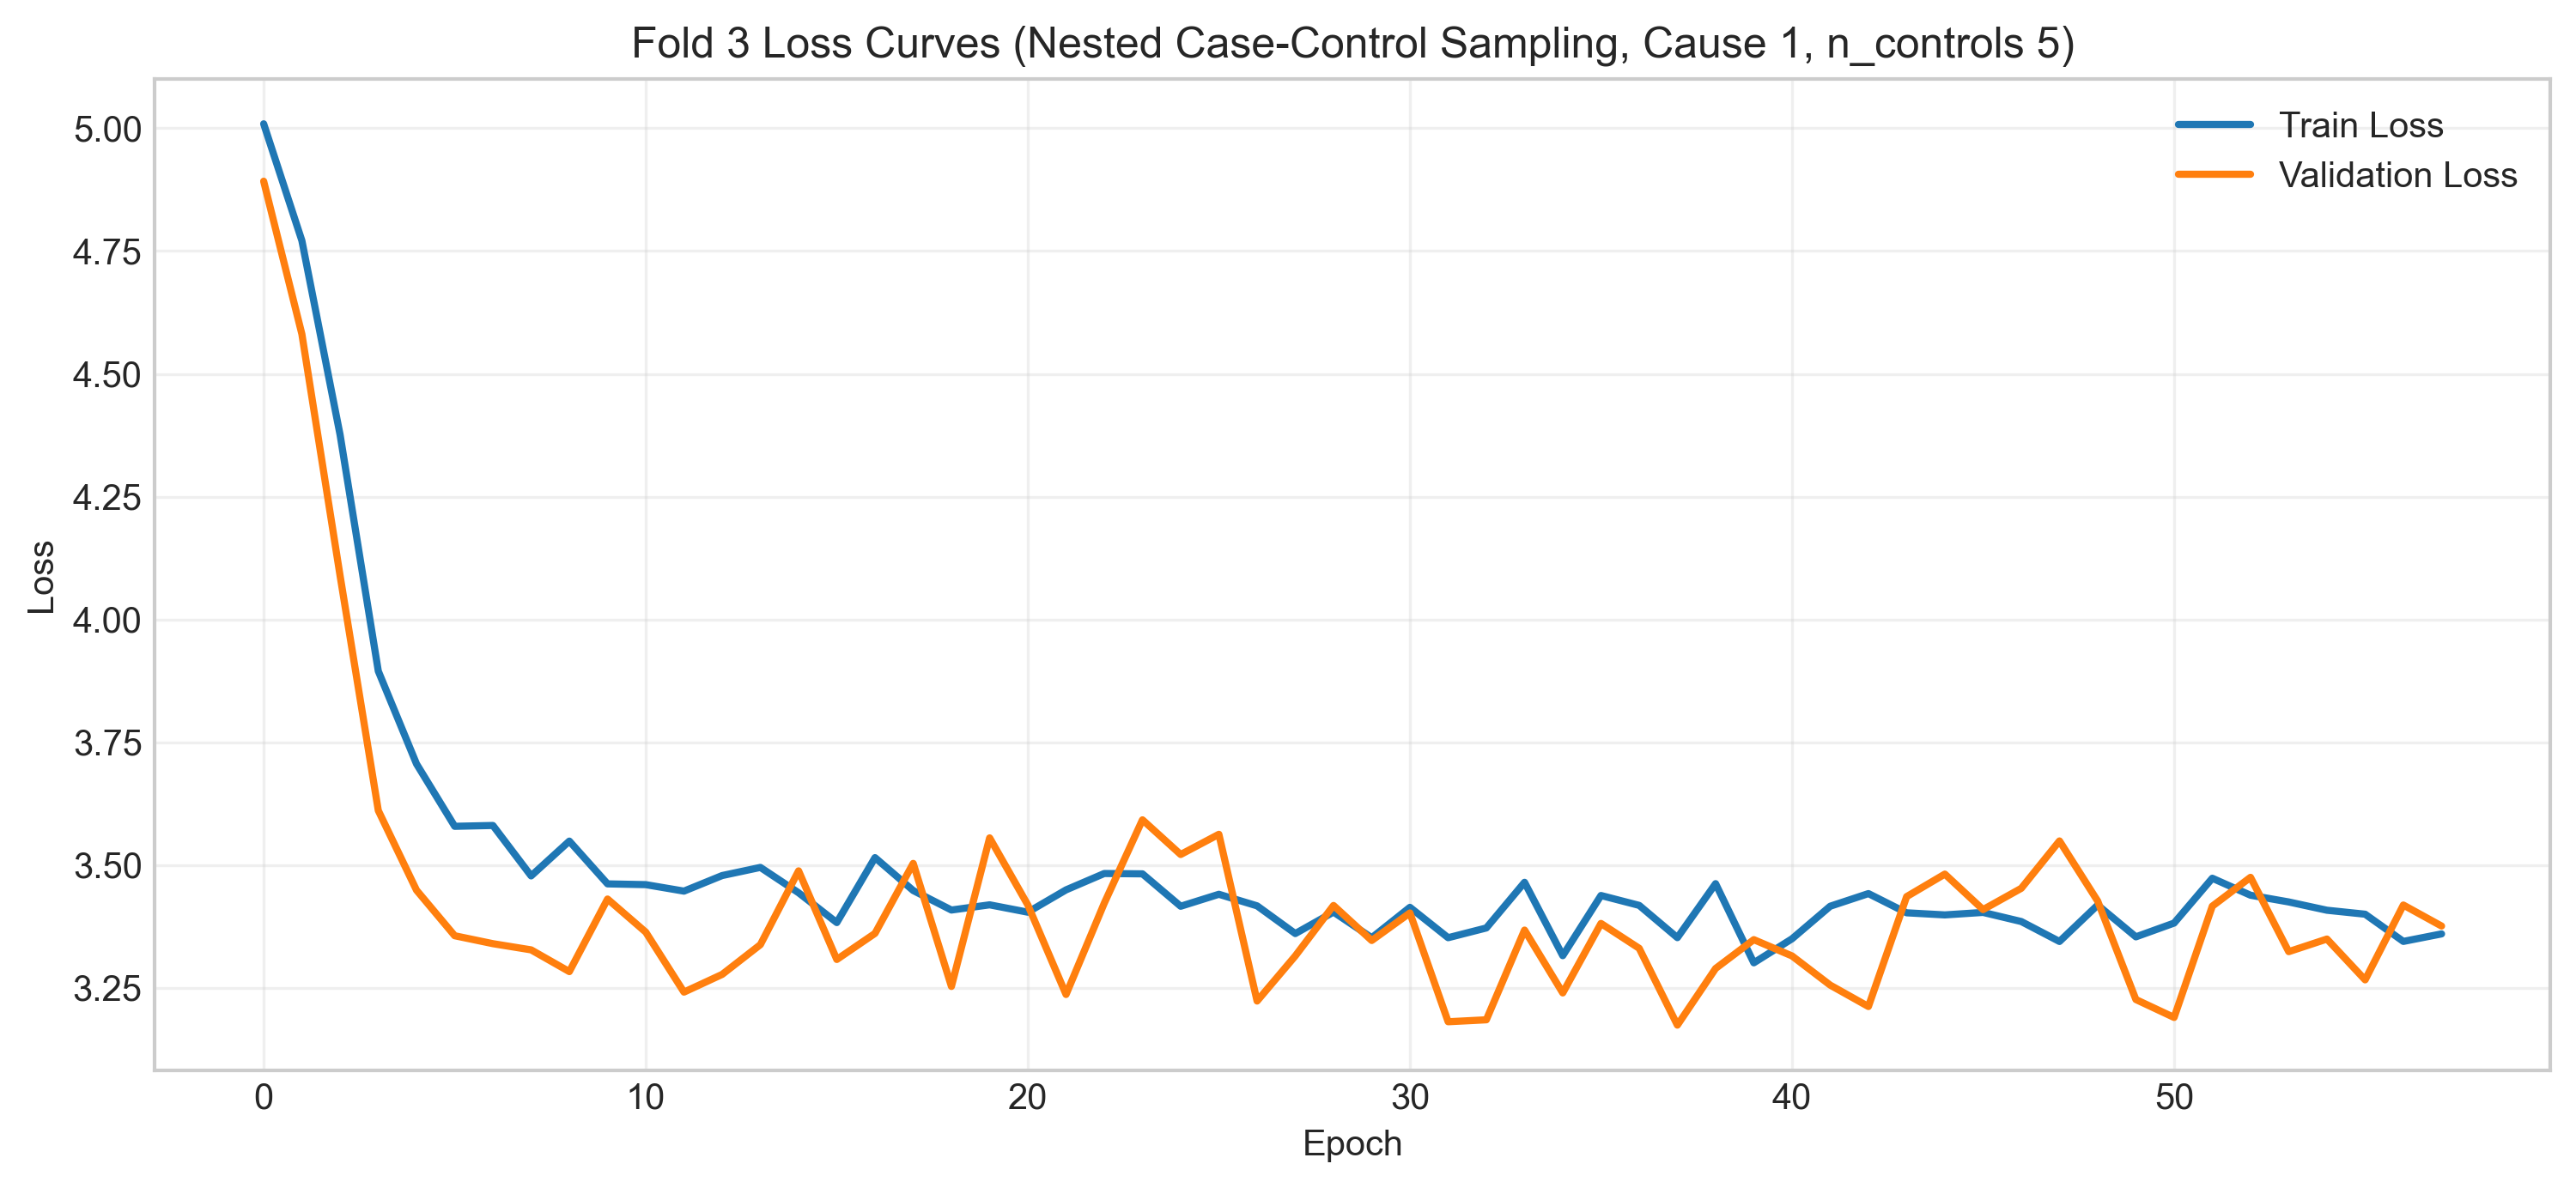 Fold 3 Loss Curves (Nested Case-Control Sampling, Cause 1, n_controls 5)
Train Loss
Validation Loss
5.00
4.75
4.50
4.25
4.00
3.75
3.50
3.25
Loss
0 10 20 30 40 50
Epoch